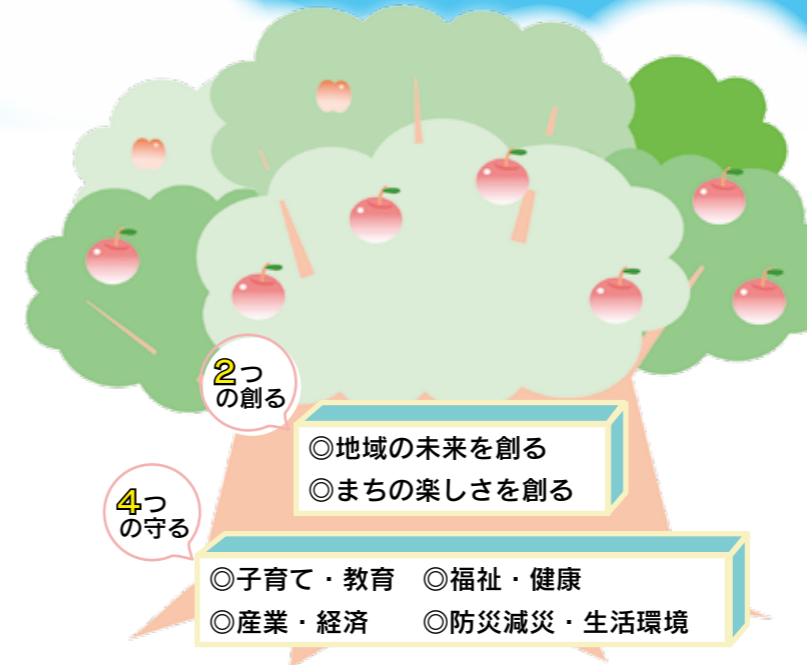 2つ
の創る
◎地域の未来を創る
◎まちの楽しさを創る
4つ
の守る
◎子育て・教育 ◎福祉・健康
◎産業・経済 ◎防災減災・生活環境